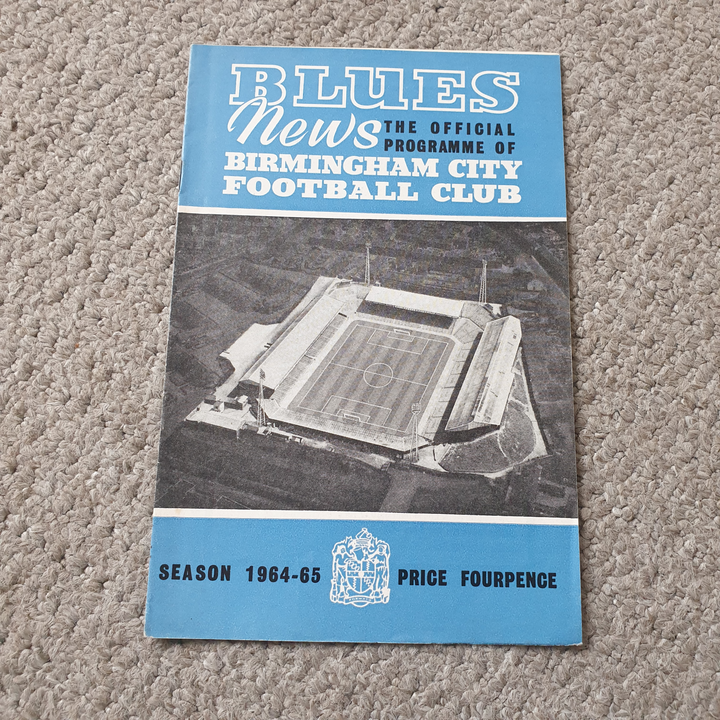 BLUES
News
THE OFFICIAL
PROGRAMME OF
BIRMINGHAM CITY
FOOTBALL CLUB
SEASON 1964-65
PRICE FOURPENCE